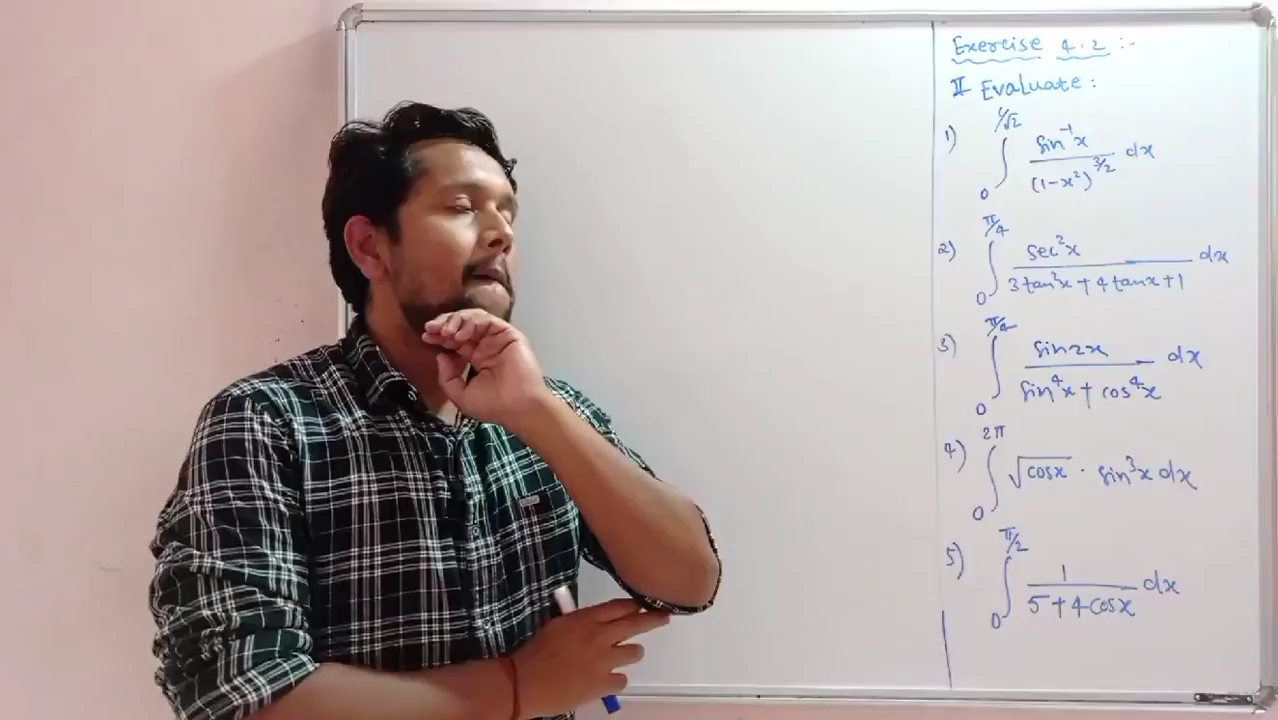 Exercise 4.2 :-
II Evaluate :
1) ∫₀^{1/√2} sin⁻¹x / (1-x²)^{3/2} dx
2) ∫₀^{π/4} sec²x / 3tan²x + 4tanx + 1 dx
3) ∫₀^{π/4} sin2x / sin⁴x + cos⁴x dx
4) ∫₀^{2π} √cosx · sin³x dx
5) ∫₀^{π/2} 1 / 5 + 4cosx dx